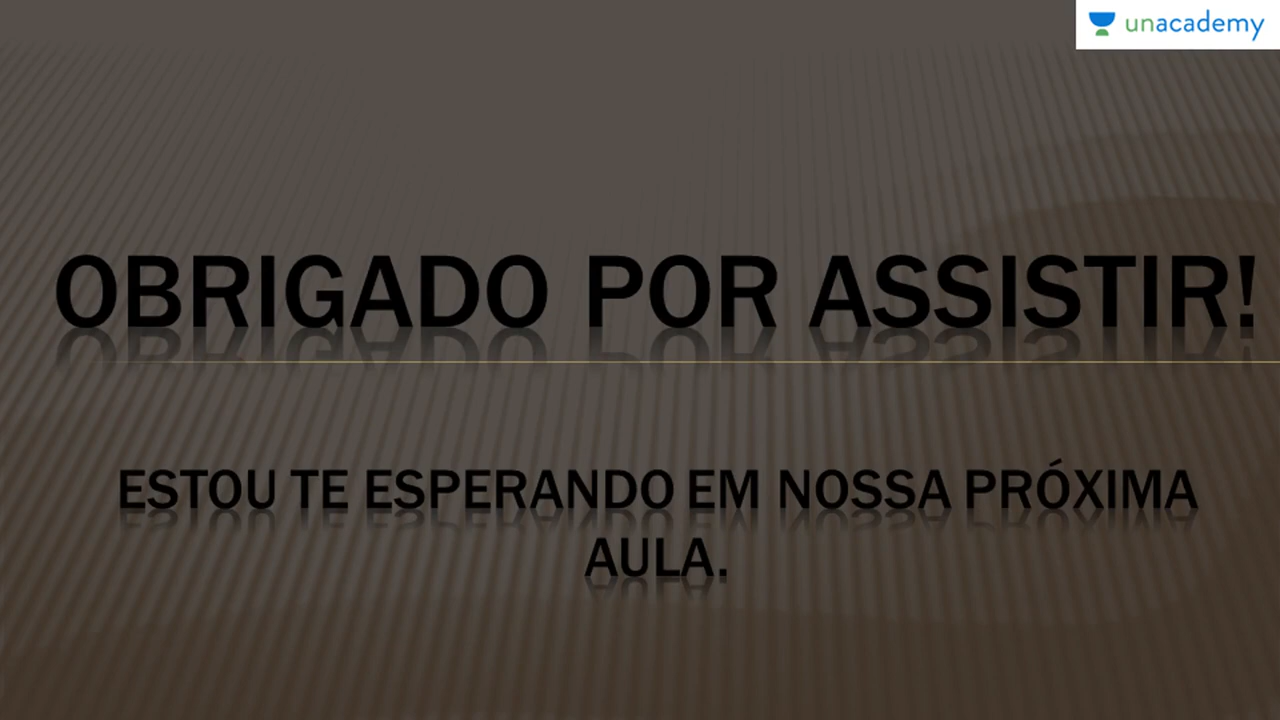 unacademy
OBRIGADO POR ASSISTIR!
ESTOU TE ESPERANDO EM NOSSA PRÓXIMA
AULA.